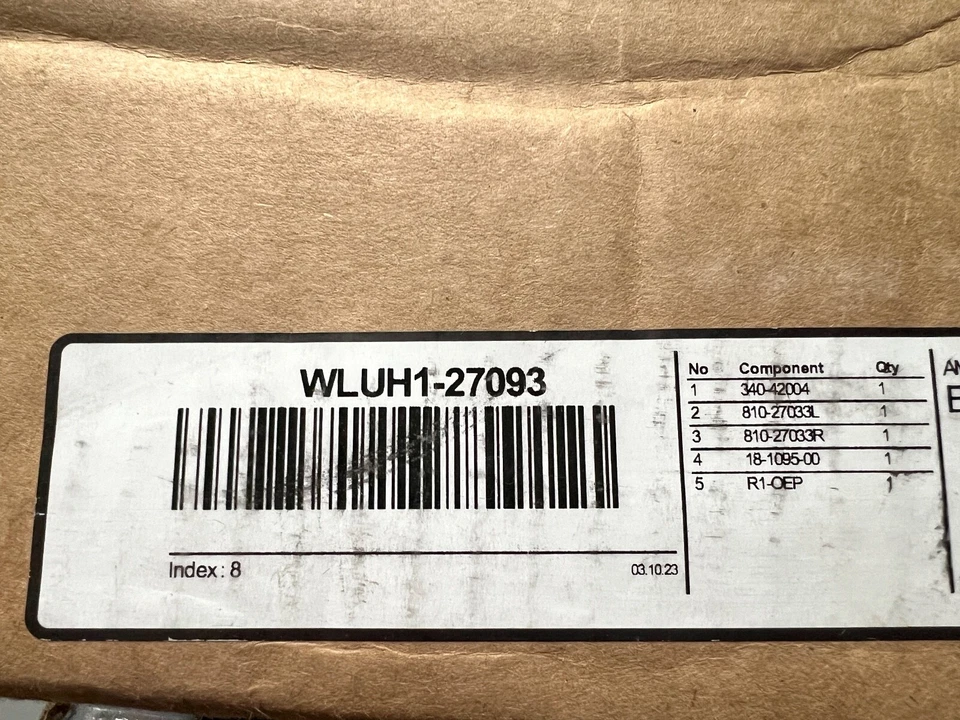 WLUH1-27093
Index: 8
03.10.23
No Component Qty
1 340-42004 1
2 810-27033L 1
3 810-27033R 1
4 18-1095-00 1
5 R1-OEP 1